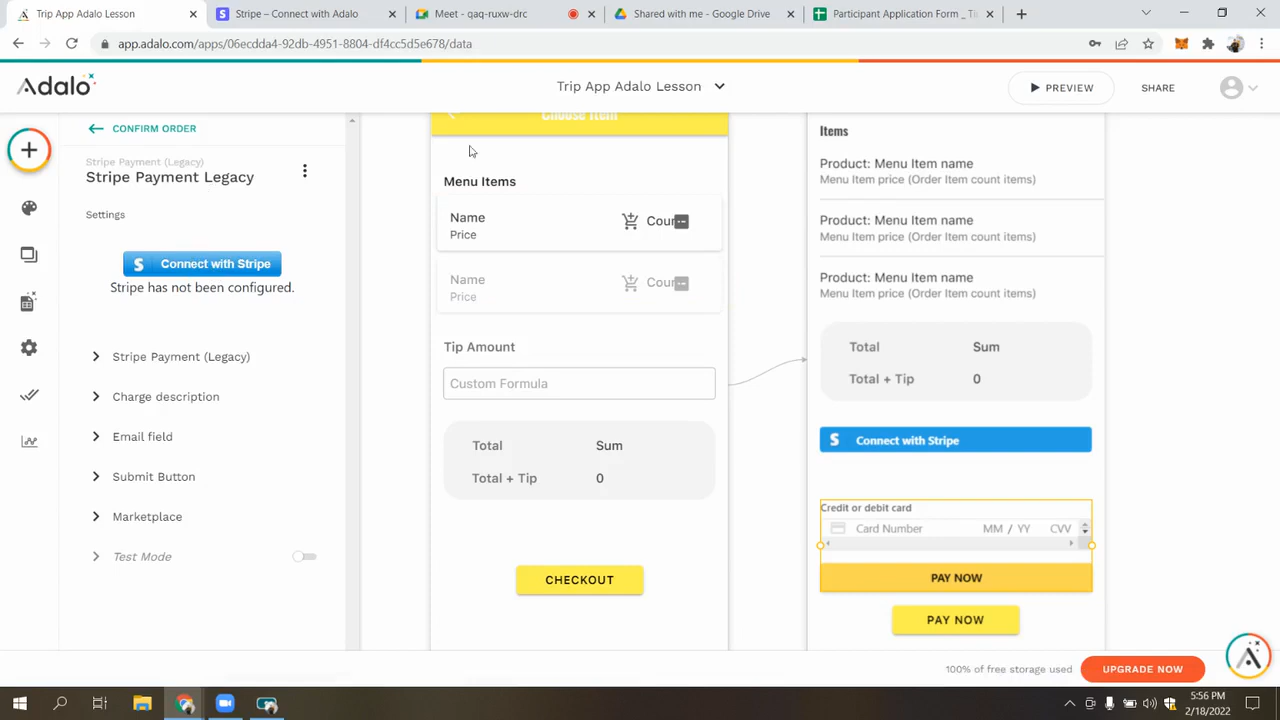 Trip App Adalo Lesson
Stripe – Connect with Adalo
Meet - qaq-ruxw-drc
Shared with me - Google Drive
Participant Application Form _ Ti
app.adalo.com/apps/06ecdda4-92db-4951-8804-df4cc5d5e678/data
Adalo
Trip App Adalo Lesson
PREVIEW
SHARE
CONFIRM ORDER
Stripe Payment (Legacy)
Stripe Payment Legacy
Settings
S Connect with Stripe
Stripe has not been configured.
Stripe Payment (Legacy)
Charge description
Email field
Submit Button
Marketplace
Test Mode
Choose Item
Menu Items
Name
Price
Coun
Name
Price
Coun
Tip Amount
Custom Formula
Total Sum
Total + Tip 0
CHECKOUT
Items
Product: Menu Item name
Menu Item price (Order Item count items)
Product: Menu Item name
Menu Item price (Order Item count items)
Product: Menu Item name
Menu Item price (Order Item count items)
Total Sum
Total + Tip 0
S Connect with Stripe
Credit or debit card
Card Number MM / YY CVV
PAY NOW
PAY NOW
100% of free storage used
UPGRADE NOW
5:56 PM
2/18/2022